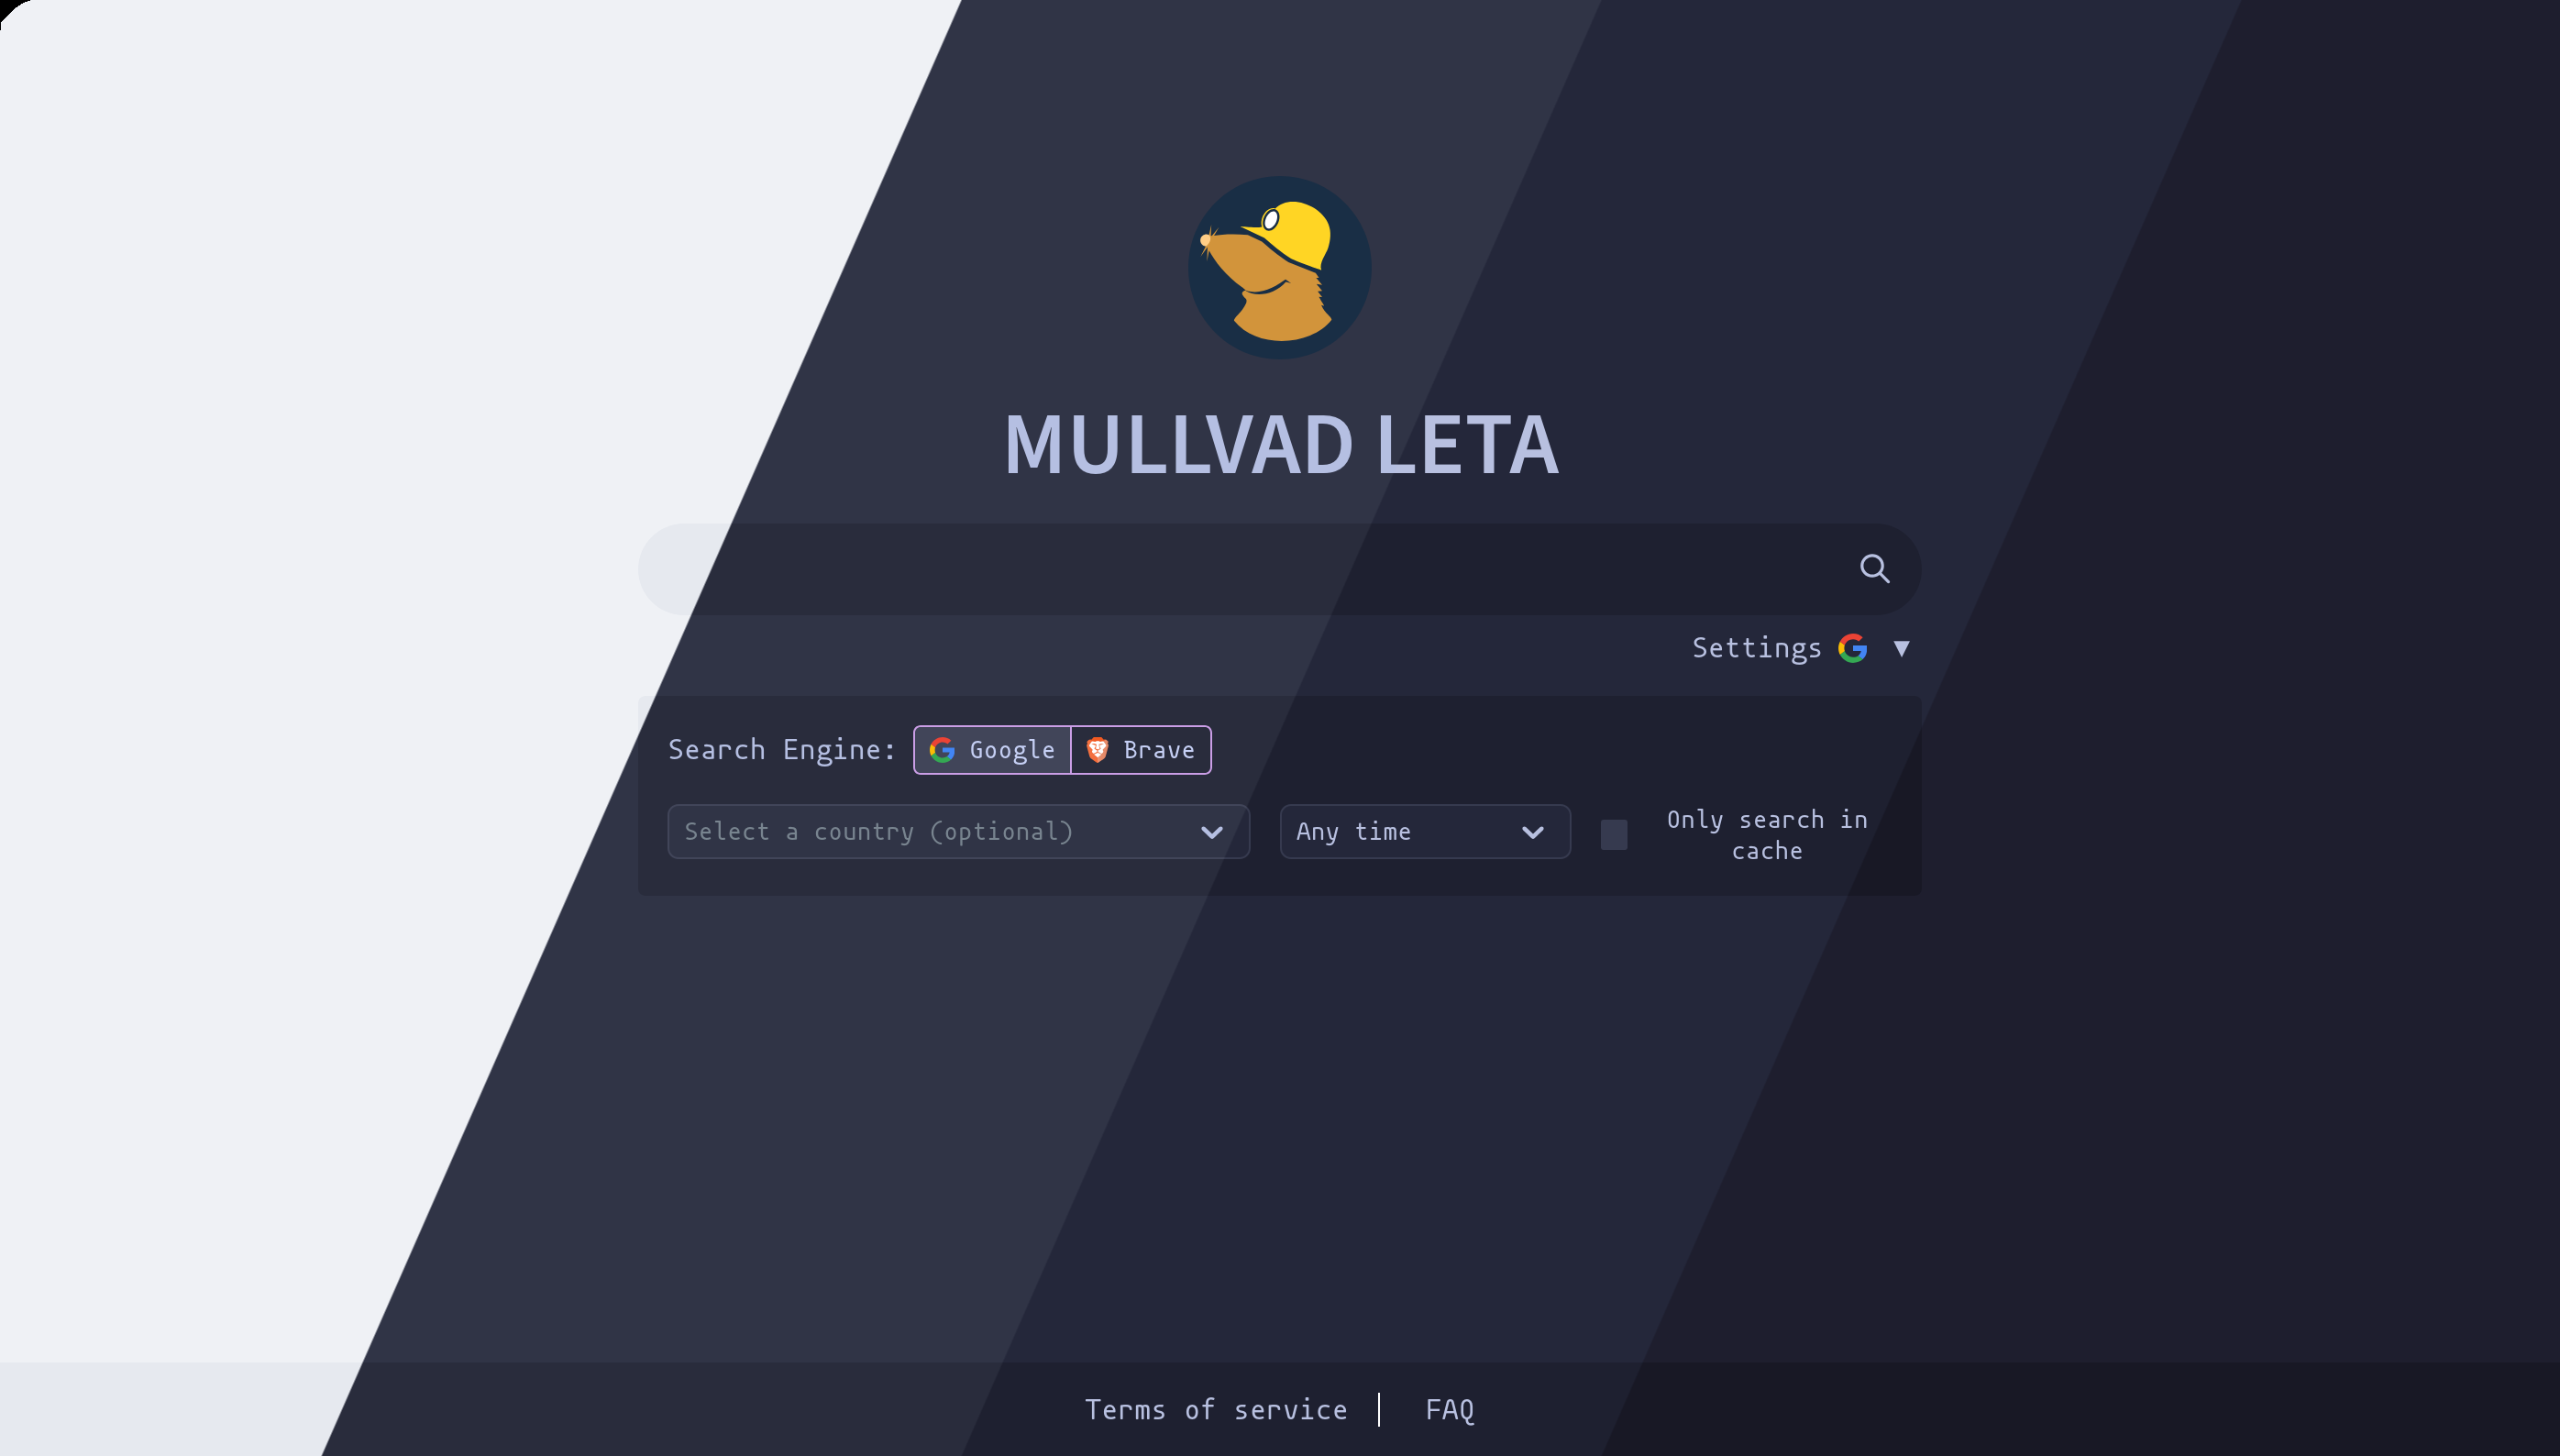 MULLVAD LETA
Settings
Search Engine: Google Brave
Select a country (optional) Any time Only search in
cache
Terms of service FAQ